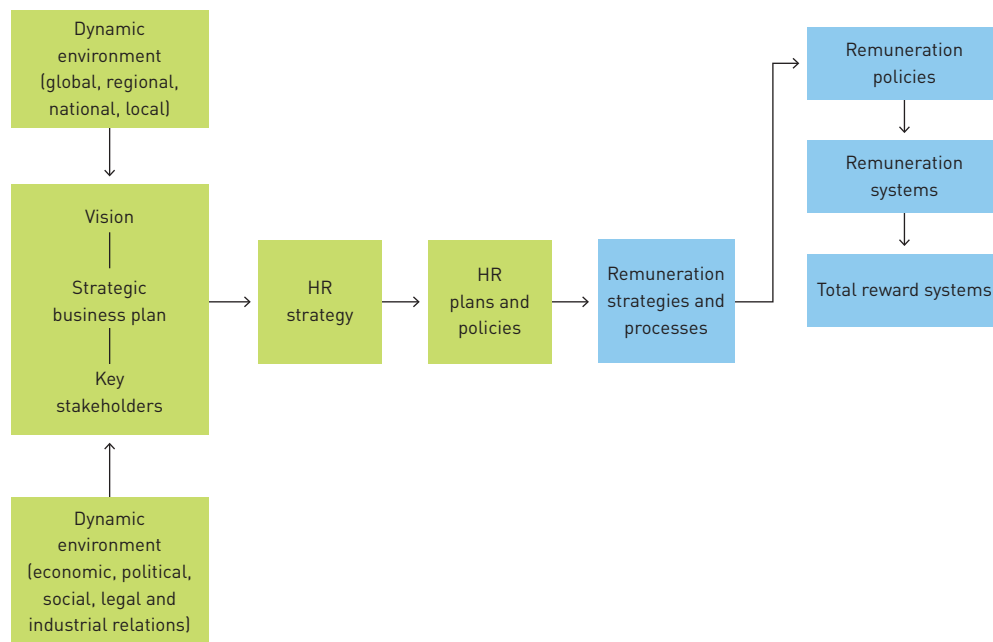 Dynamic
environment
(global, regional,
national, local)
Vision
Strategic
business plan
Key
stakeholders
Dynamic
environment
(economic, political,
social, legal and
industrial relations)
HR
strategy
HR
plans and
policies
Remuneration
strategies and
processes
Remuneration
policies
Remuneration
systems
Total reward systems